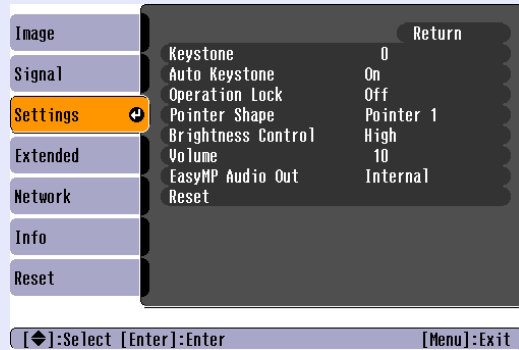 Image
Signal
Settings
Extended
Network
Info
Reset
Return
Keystone 0
Auto Keystone On
Operation Lock Off
Pointer Shape Pointer 1
Brightness Control High
Volume 10
EasyMP Audio Out Internal
Reset
[◆]:Select [Enter]:Enter [Menu]:Exit